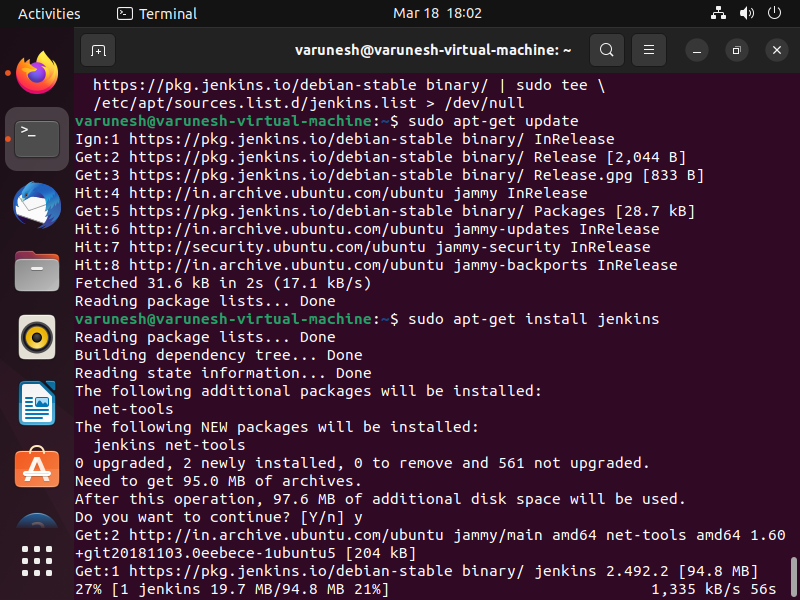 Activities
Terminal
Mar 18 18:02
varunesh@varunesh-virtual-machine: ~
https://pkg.jenkins.io/debian-stable binary/ | sudo tee \
/etc/apt/sources.list.d/jenkins.list > /dev/null
varunesh@varunesh-virtual-machine:~$ sudo apt-get update
Ign:1 https://pkg.jenkins.io/debian-stable binary/ InRelease
Get:2 https://pkg.jenkins.io/debian-stable binary/ Release [2,044 B]
Get:3 https://pkg.jenkins.io/debian-stable binary/ Release.gpg [833 B]
Hit:4 http://in.archive.ubuntu.com/ubuntu jammy InRelease
Get:5 https://pkg.jenkins.io/debian-stable binary/ Packages [28.7 kB]
Hit:6 http://in.archive.ubuntu.com/ubuntu jammy-updates InRelease
Hit:7 http://security.ubuntu.com/ubuntu jammy-security InRelease
Hit:8 http://in.archive.ubuntu.com/ubuntu jammy-backports InRelease
Fetched 31.6 kB in 2s (17.1 kB/s)
Reading package lists... Done
varunesh@varunesh-virtual-machine:~$ sudo apt-get install jenkins
Reading package lists... Done
Building dependency tree... Done
Reading state information... Done
The following additional packages will be installed:
net-tools
The following NEW packages will be installed:
jenkins net-tools
0 upgraded, 2 newly installed, 0 to remove and 561 not upgraded.
Need to get 95.0 MB of archives.
After this operation, 97.6 MB of additional disk space will be used.
Do you want to continue? [Y/n] y
Get:2 http://in.archive.ubuntu.com/ubuntu jammy/main amd64 net-tools amd64 1.60
+git20181103.0eebece-1ubuntu5 [204 kB]
Get:1 https://pkg.jenkins.io/debian-stable binary/ jenkins 2.492.2 [94.8 MB]
27% [1 jenkins 19.7 MB/94.8 MB 21%] 1,335 kB/s 56s